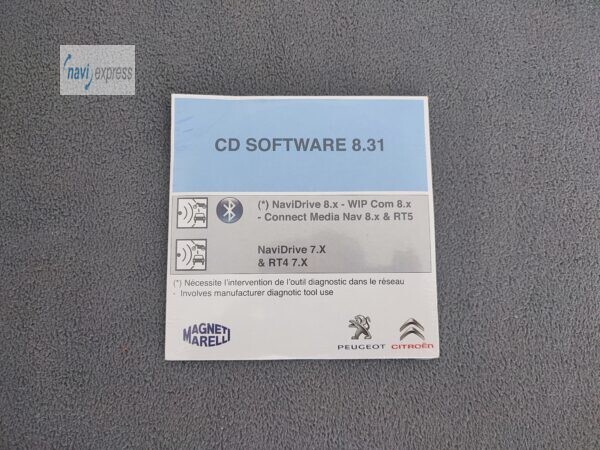 navi express
CD SOFTWARE 8.31
(*) NaviDrive 8.x - WIP Com 8.x
- Connect Media Nav 8.x & RT5
NaviDrive 7.X
& RT4 7.X
(*) Nécessite l'intervention de l'outil diagnostic dans le réseau
- Involves manufacturer diagnotic tool use
MAGNETI
MARELLI
PEUGEOT CITROËN